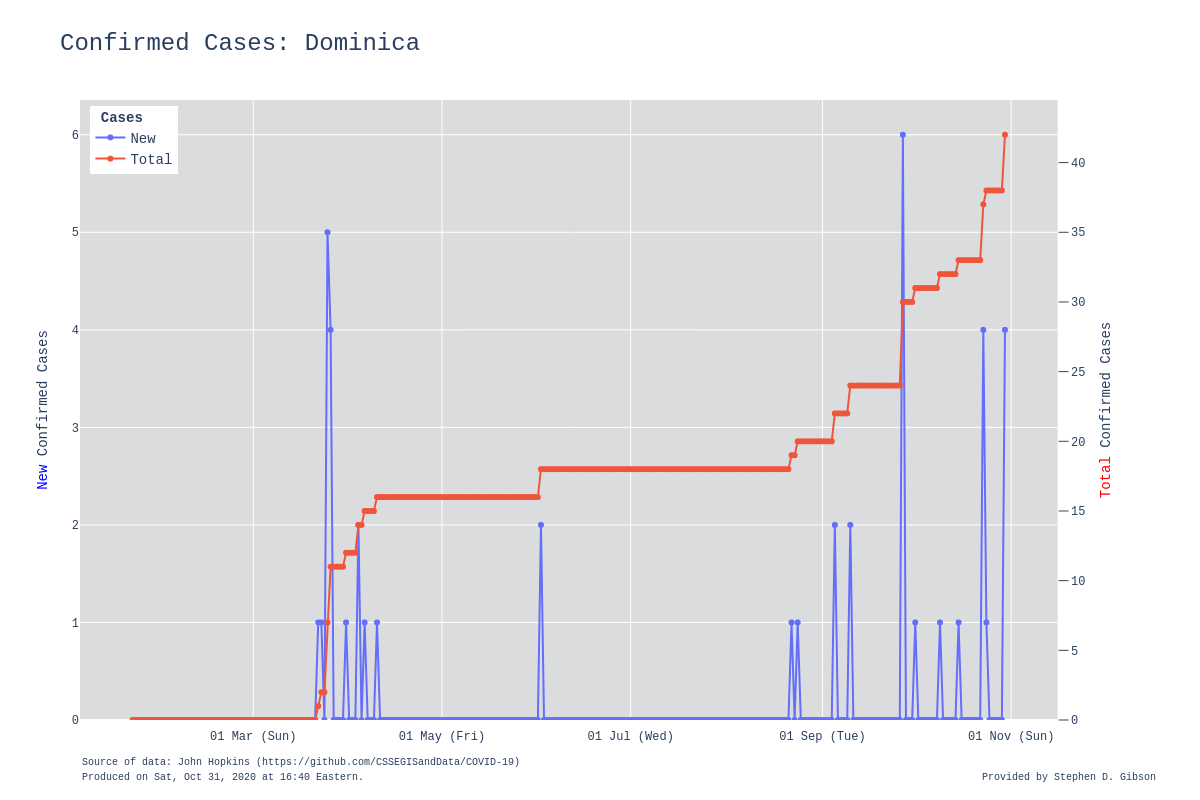 Confirmed Cases: Dominica
Cases
New
Total
6
5
4
3
2
1
0
New Confirmed Cases
40
35
30
25
20
15
10
5
0
Total Confirmed Cases
01 Mar (Sun)
01 May (Fri)
01 Jul (Wed)
01 Sep (Tue)
01 Nov (Sun)
Source of data: John Hopkins (https://github.com/CSSEGISandData/COVID-19)
Produced on Sat, Oct 31, 2020 at 16:40 Eastern.
Provided by Stephen D. Gibson